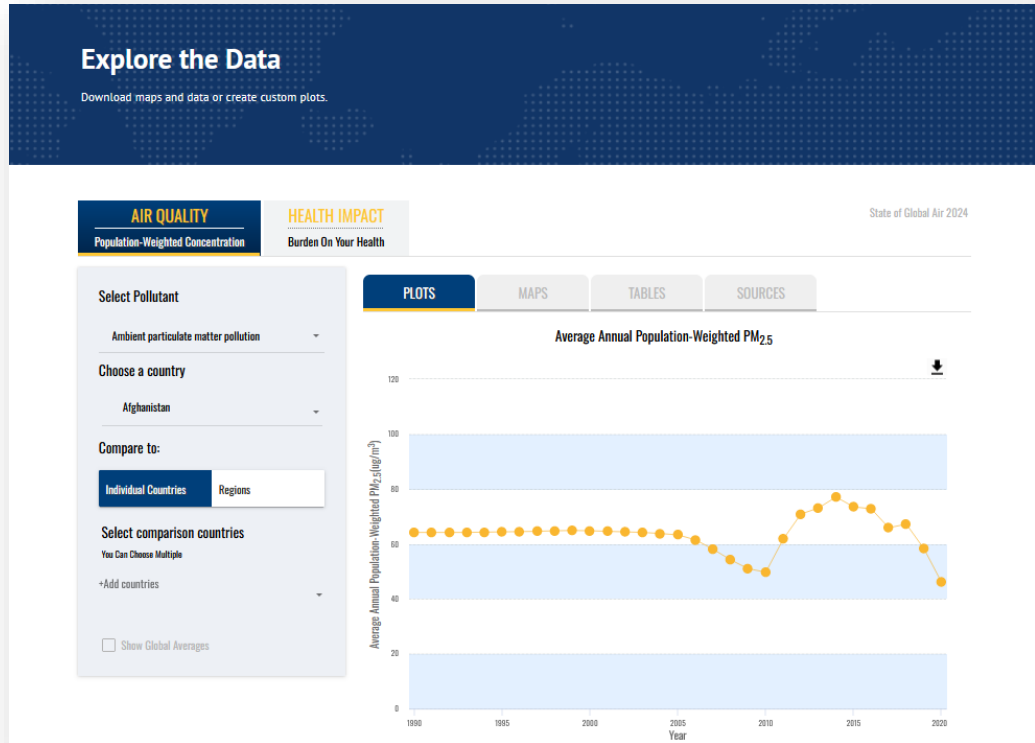 Explore the Data
Download maps and data or create custom plots.
AIR QUALITY
Population-Weighted Concentration
HEALTH IMPACT
Burden On Your Health
State of Global Air 2024
Select Pollutant
Ambient particulate matter pollution
Choose a country
Afghanistan
Compare to:
Individual Countries
Regions
Select comparison countries
You Can Choose Multiple
+Add countries
Show Global Averages
PLOTS
MAPS
TABLES
SOURCES
Average Annual Population-Weighted PM2.5
Average Annual Population-Weighted PM2.5(ug/m³)
120
100
80
60
40
20
0
1990
1995
2000
2005
2010
2015
2020
Year